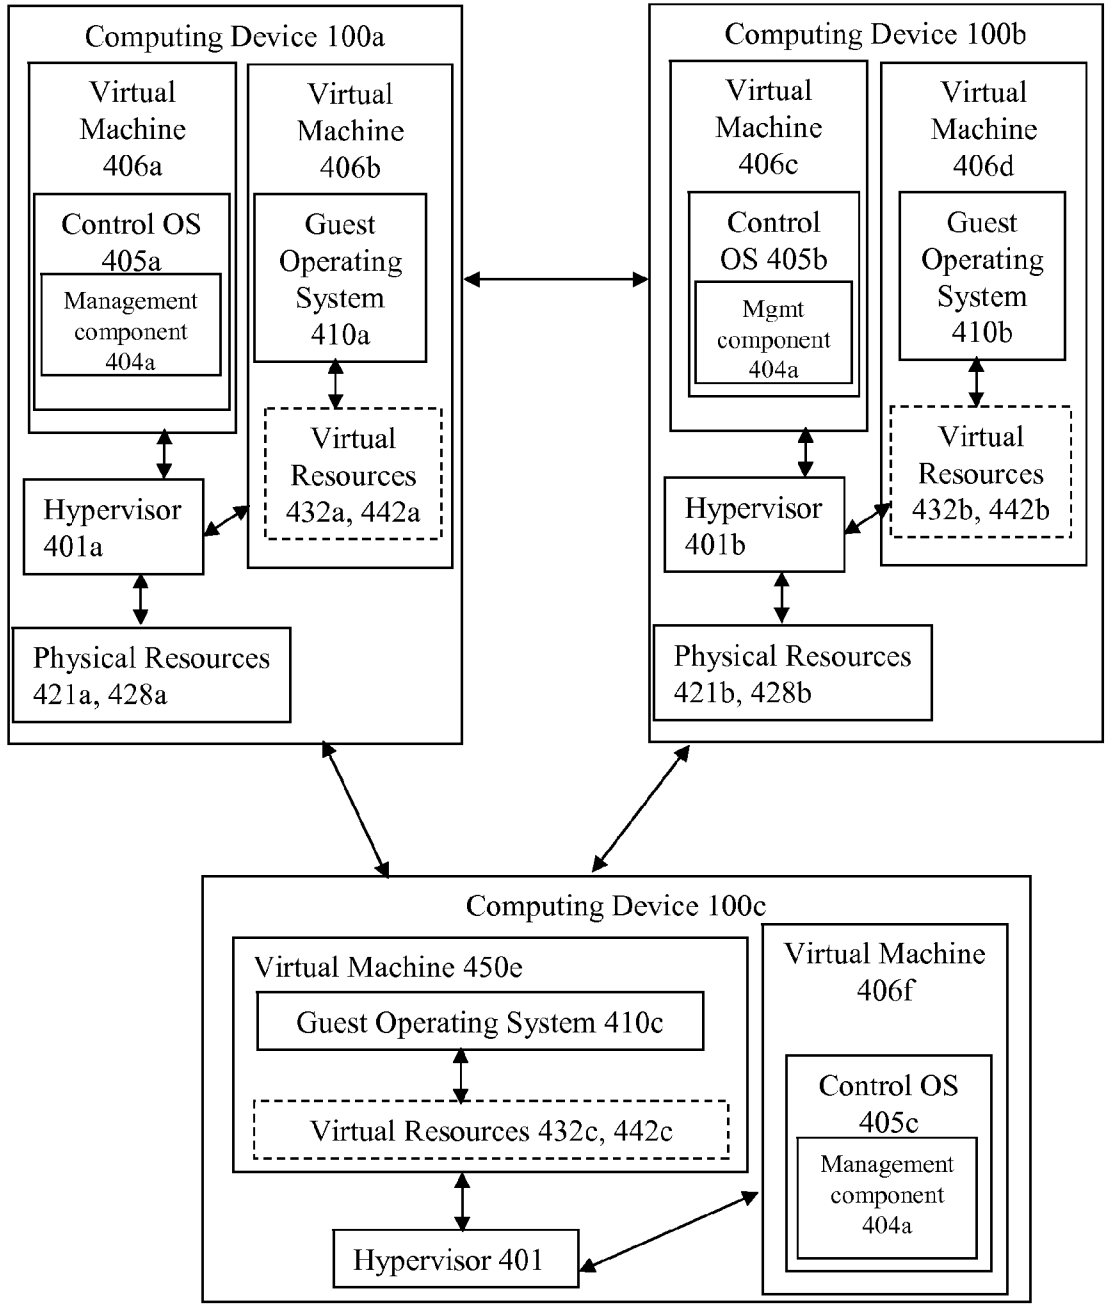 Computing Device 100a
Virtual
Machine
406a
Control OS
405a
Management
component
404a
Virtual
Machine
406b
Guest
Operating
System
410a
Virtual
Resources
432a, 442a
Hypervisor
401a
Physical Resources
421a, 428a
Computing Device 100b
Virtual
Machine
406c
Control
OS 405b
Mgmt
component
404a
Virtual
Machine
406d
Guest
Operating
System
410b
Virtual
Resources
432b, 442b
Hypervisor
401b
Physical Resources
421b, 428b
Computing Device 100c
Virtual Machine 450e
Guest Operating System 410c
Virtual Resources 432c, 442c
Hypervisor 401
Virtual Machine
406f
Control OS
405c
Management
component
404a